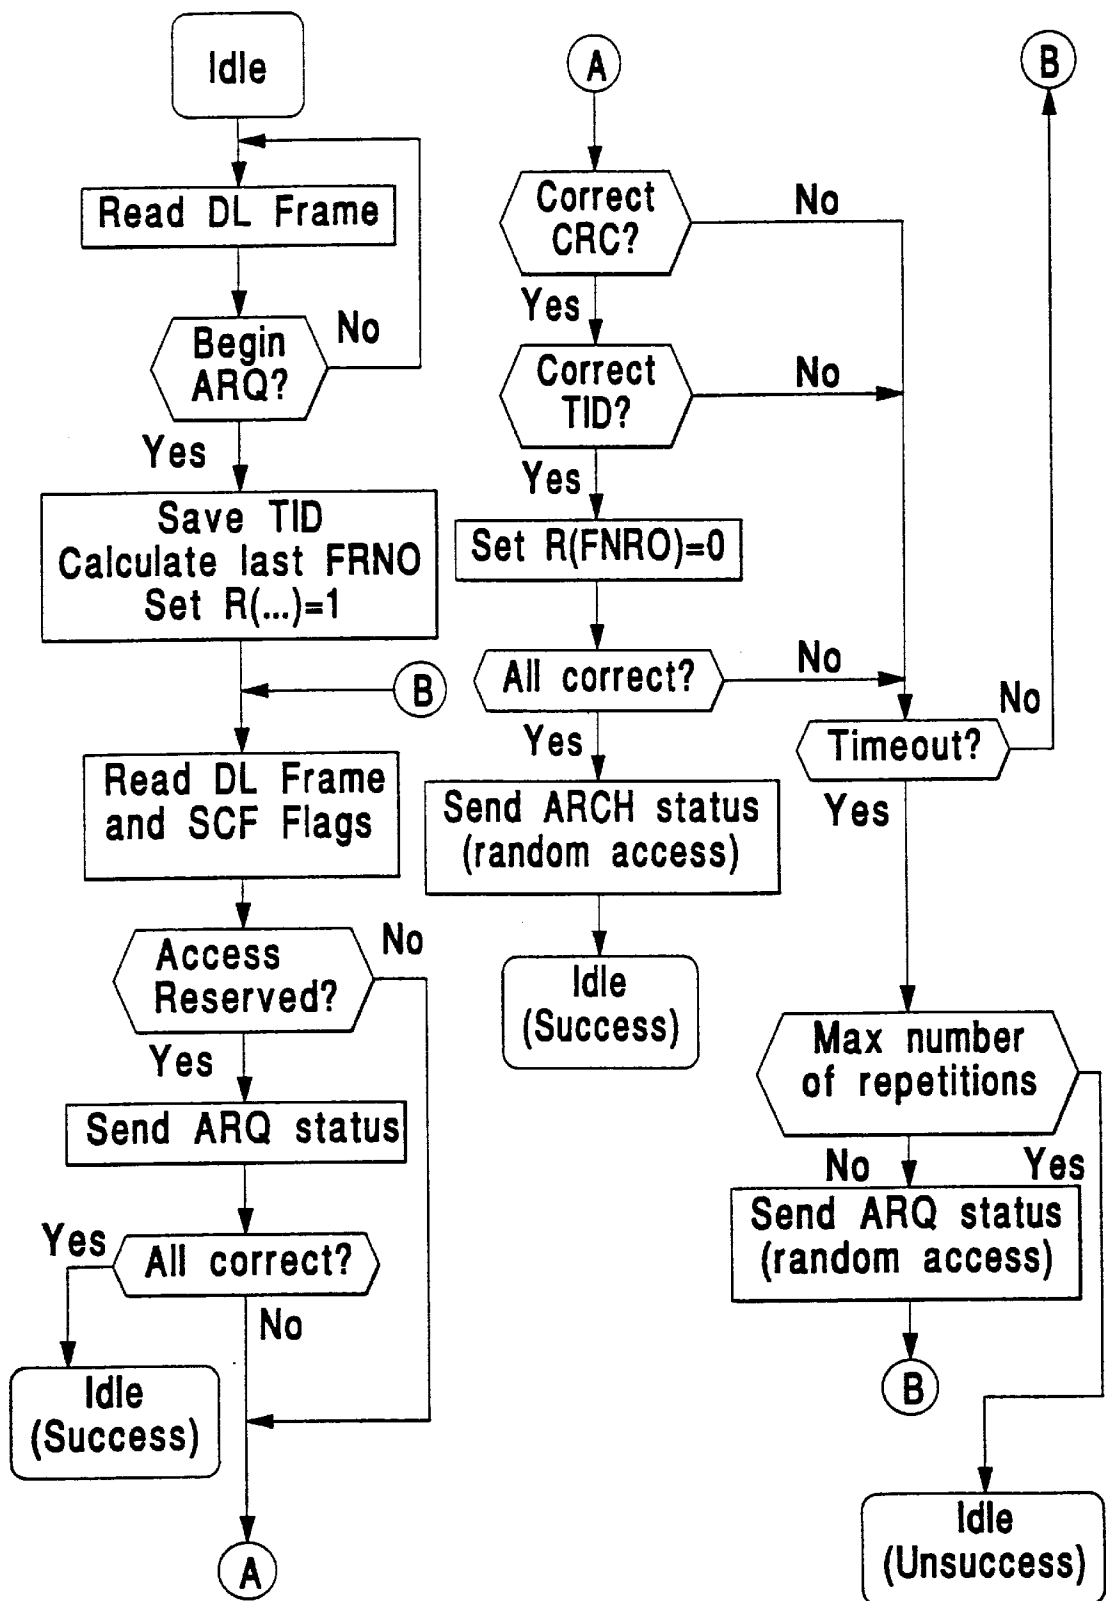 Idle
Read DL Frame
Begin
ARQ?
No
Yes
Save TID
Calculate last FRNO
Set R(...)=1
B
Read DL Frame
and SCF Flags
Access
Reserved?
No
Yes
Send ARQ status
All correct?
Yes
No
Idle
(Success)
A
A
Correct
CRC?
No
Yes
Correct
TID?
No
Yes
Set R(FNRO)=0
All correct?
No
Yes
Send ARCH status
(random access)
Idle
(Success)
B
Timeout?
No
Yes
Max number
of repetitions
No
Yes
Send ARQ status
(random access)
B
Idle
(Unsuccess)